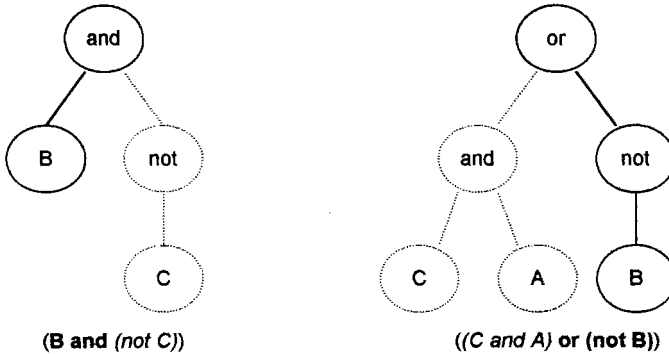 and
or
B
not
and
not
C
C
A
B
(B and (not C))
((C and A) or (not B))